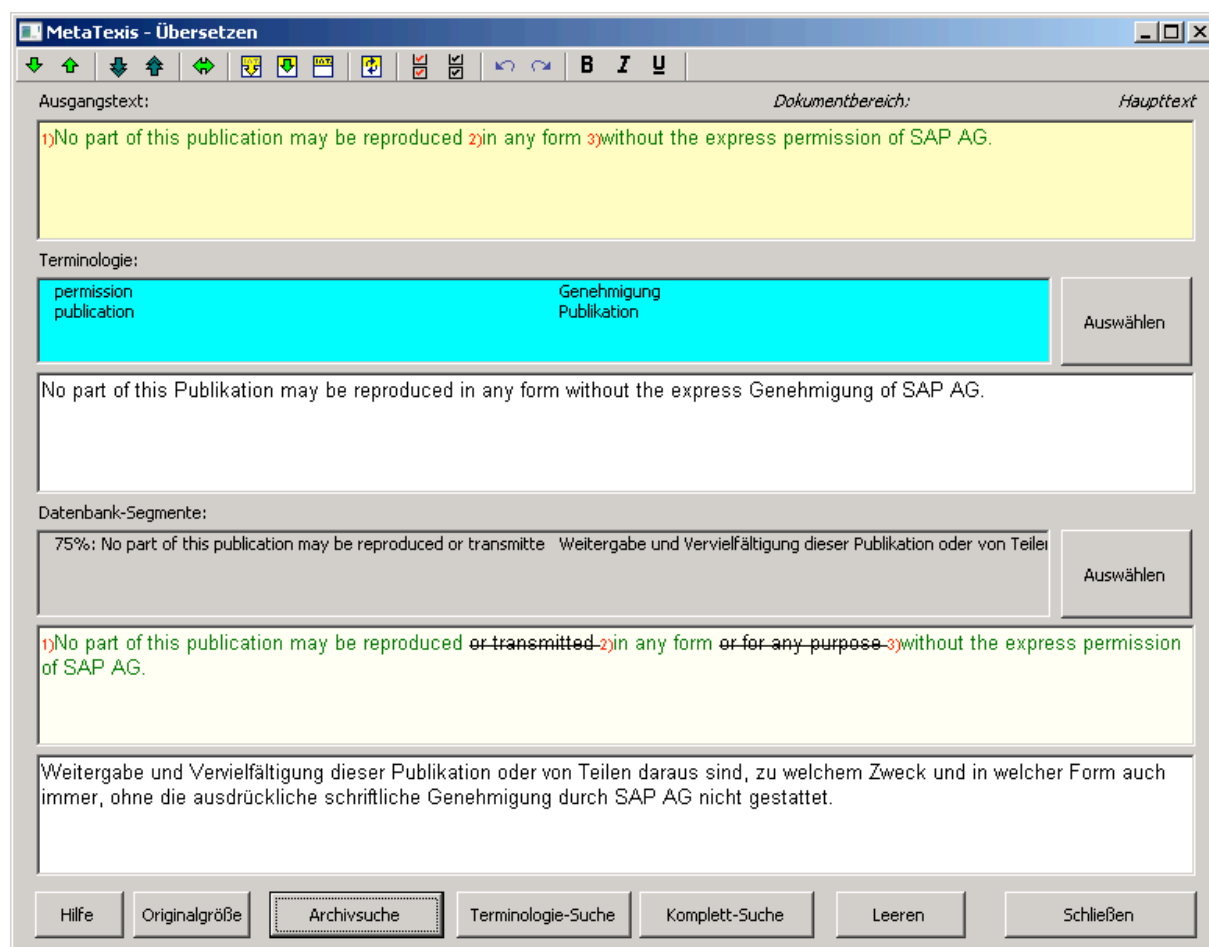 MetaTexis - Übersetzen
B I U
Ausgangstext: Dokumentbereich: Haupttext
1)No part of this publication may be reproduced 2)in any form 3)without the express permission of SAP AG.
Terminologie:
permission Genehmigung
publication Publikation
Auswählen
No part of this Publikation may be reproduced in any form without the express Genehmigung of SAP AG.
Datenbank-Segmente:
75%: No part of this publication may be reproduced or transmitte Weitergabe und Vervielfältigung dieser Publikation oder von Teile
Auswählen
1)No part of this publication may be reproduced or transmitted 2)in any form or for any purpose 3)without the express permission
of SAP AG.
Weitergabe und Vervielfältigung dieser Publikation oder von Teilen daraus sind, zu welchem Zweck und in welcher Form auch
immer, ohne die ausdrückliche schriftliche Genehmigung durch SAP AG nicht gestattet.
Hilfe Originalgröße Archivsuche Terminologie-Suche Komplett-Suche Leeren Schließen